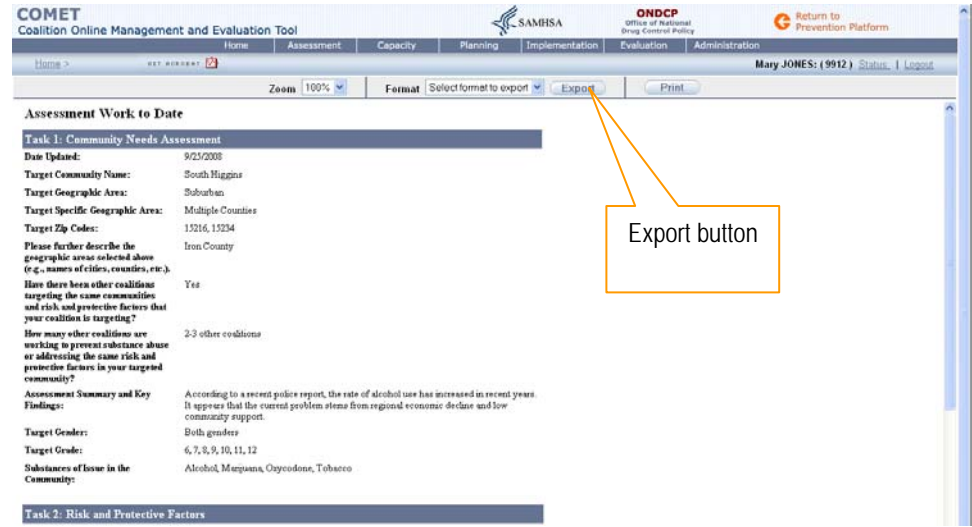 COMET
Coalition Online Management and Evaluation Tool
SAMHSA
ONDCP
Office of National
Drug Control Policy
Return to
Prevention Platform
Home Assessment Capacity Planning Implementation Evaluation Administration
Home >
GET ACROBAT
Mary JONES: ( 9912 ) Status | Logout
Zoom 100% Format Select format to export Export Print
Assessment Work to Date
Task 1: Community Needs Assessment
Date Updated: 9/25/2008
Target Community Name: South Higgins
Target Geographic Area: Suburban
Target Specific Geographic Area: Multiple Counties
Target Zip Codes: 15216, 15234
Please further describe the Iron County
geographic areas selected above
(e.g., names of cities, counties, etc.).
Have there been other coalitions Yes
targeting the same communities
and risk and protective factors that
your coalition is targeting?
How many other coalitions are 2-3 other coalitions
working to prevent substance abuse
or addressing the same risk and
protective factors in your targeted
community?
Assessment Summary and Key According to a recent police report, the rate of alcohol use has increased in recent years.
Findings: It appears that the current problem stems from regional economic decline and low
community support.
Target Gender: Both genders
Target Grade: 6, 7, 8, 9, 10, 11, 12
Substances of Issue in the Alcohol, Marijuana, Oxycodone, Tobacco
Community:
Task 2: Risk and Protective Factors
Export button